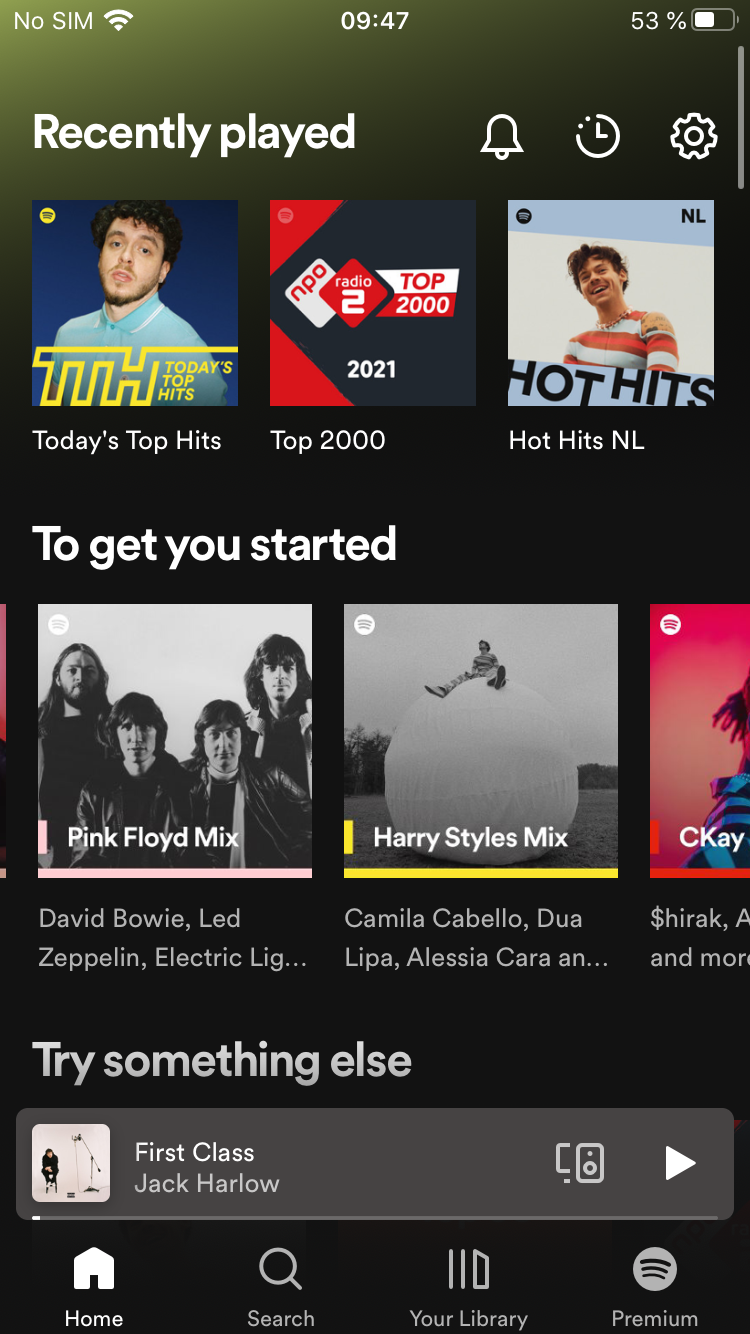 No SIM 09:47 53 %
Recently played
TTH TODAY'S
TOP
HITS
npo radio 2 TOP
2000
2021
NL
HOT HITS
Today's Top Hits Top 2000 Hot Hits NL
To get you started
Pink Floyd Mix Harry Styles Mix CKay
David Bowie, Led Camila Cabello, Dua $hirak, A
Zeppelin, Electric Lig... Lipa, Alessia Cara an... and more
Try something else
First Class
Jack Harlow
Home Search Your Library Premium